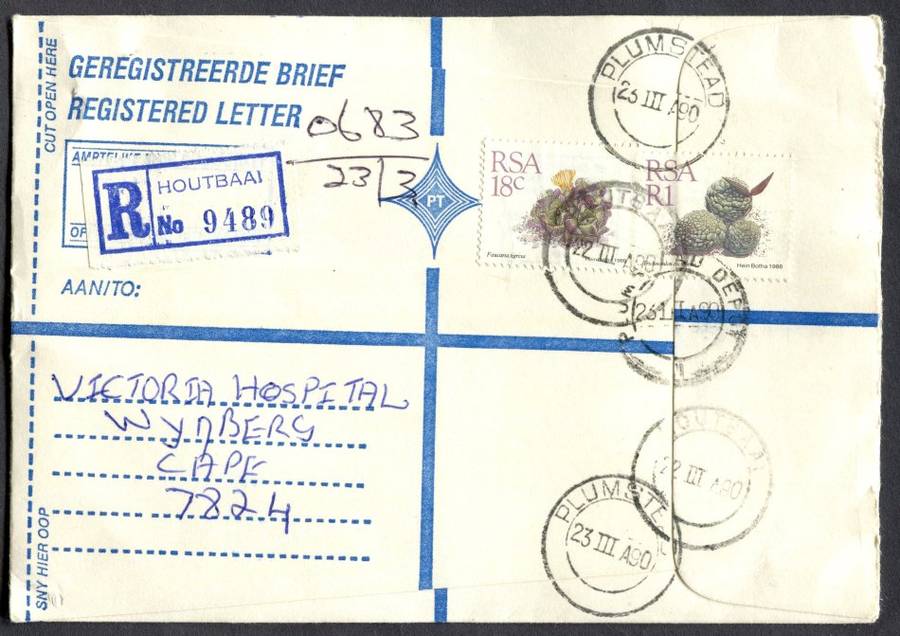 CUT OPEN HERE
GEREGISTREERDE BRIEF
REGISTERED LETTER
0683
23/3
R HOUTBAAI
No 9489
AAN/TO:
PT
RSA
18c
RSA
R1
Hein Botha 1988
PLUMSTEAD
23 III A90
22 III A90
23 III A90
VICTORIA HOSPITAL
WYNBERG
CAPE
7824
22 III A90
PLUMSTE
23 III A90
SNY HIER OOP